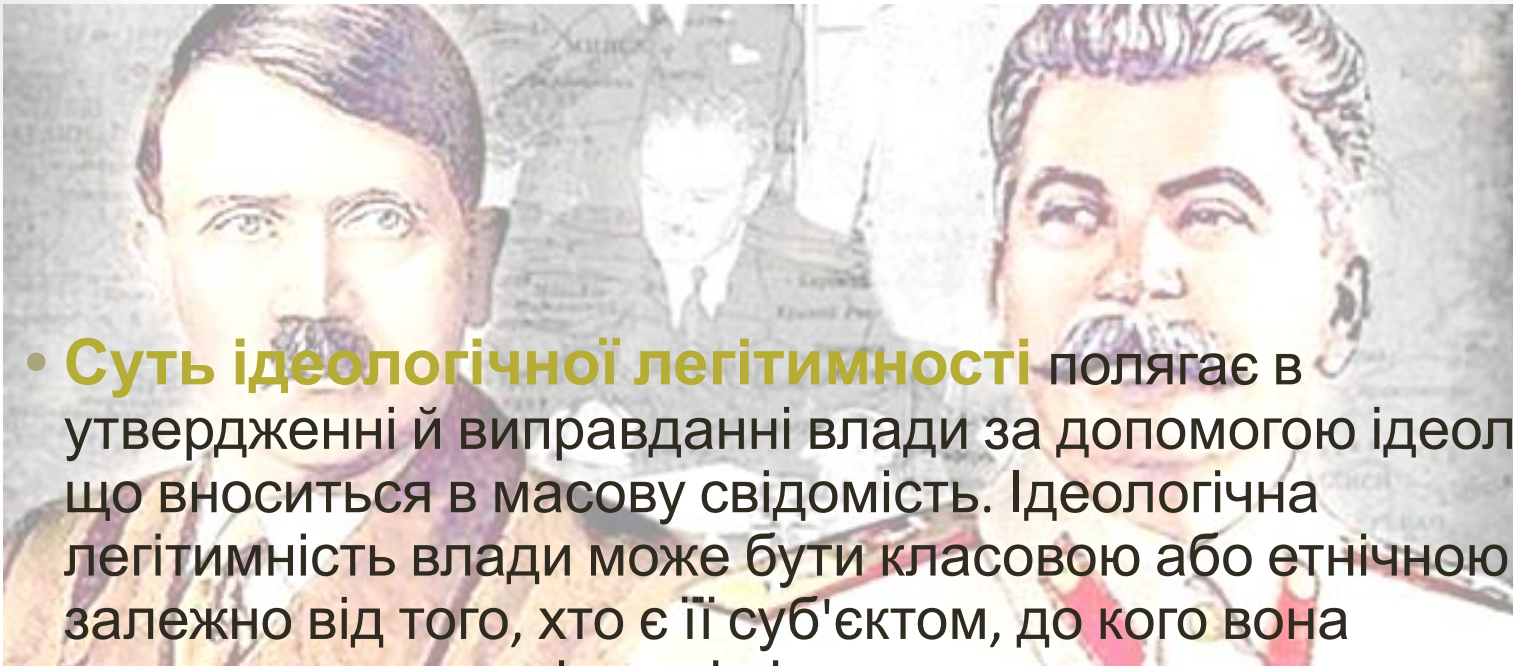 • Суть ідеологічної легітимності полягає в
утвердженні й виправданні влади за допомогою ідеол
що вноситься в масову свідомість. Ідеологічна
легітимність влади може бути класовою або етнічною
залежно від того, хто є її суб'єктом, до кого вона